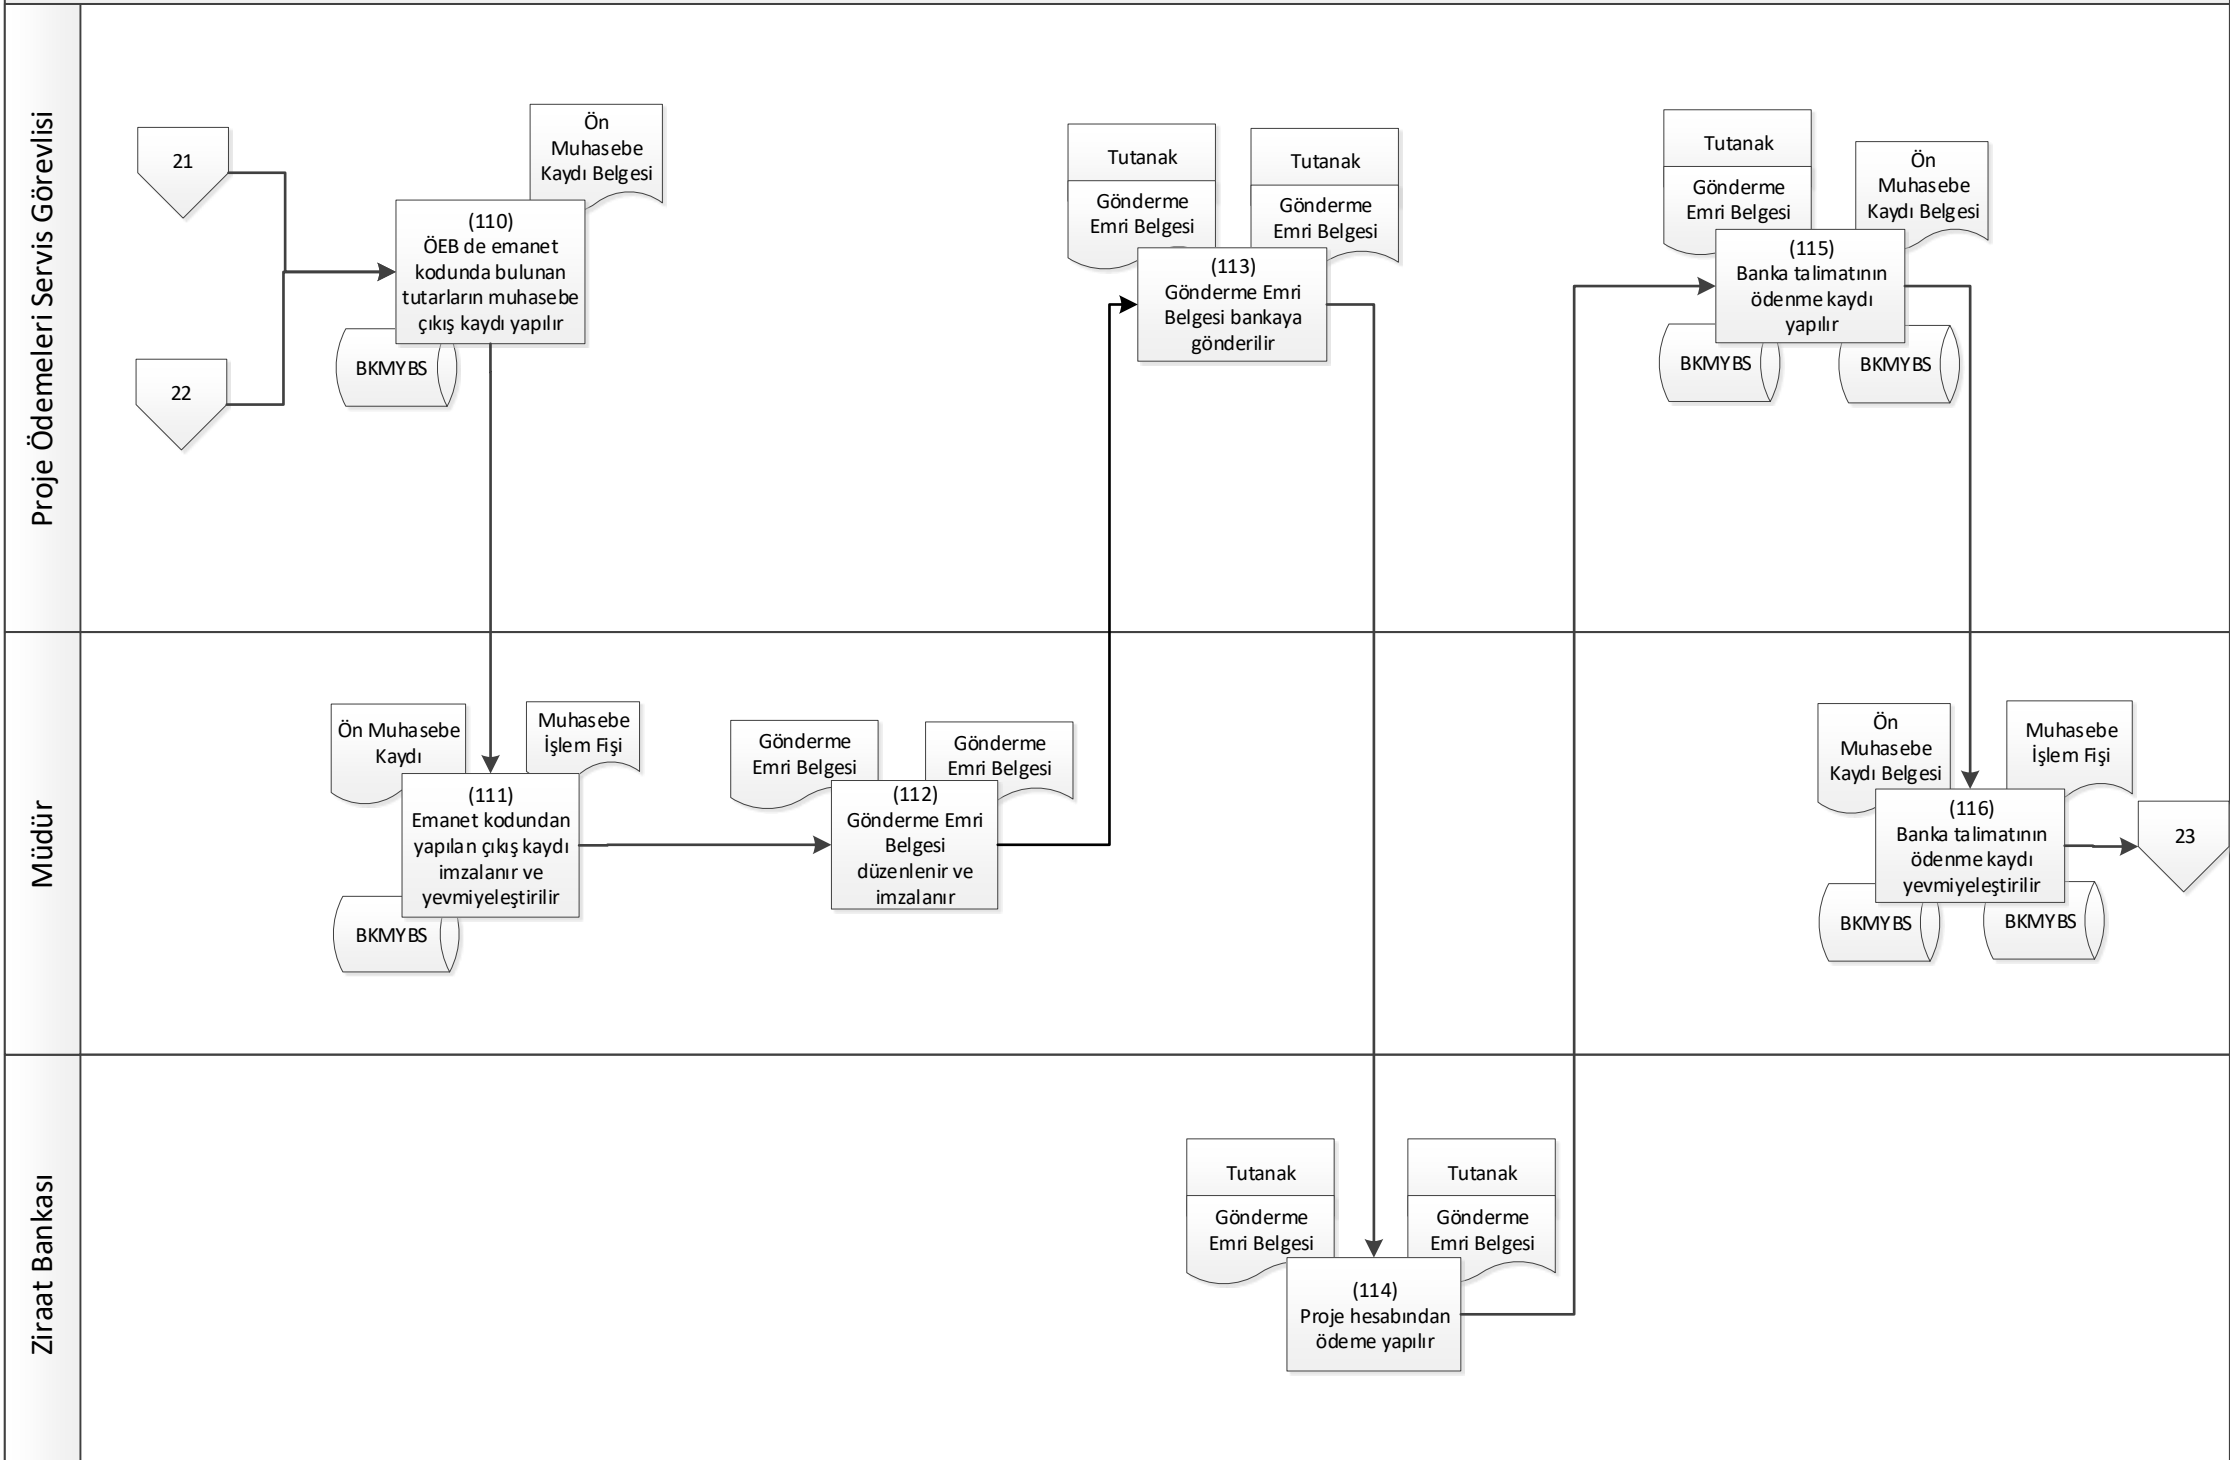 Proje Ödemeleri Servis Görevlisi
21
22
Ön
Muhasebe
Kaydı Belgesi
(110)
ÖEB de emanet
kodunda bulunan
tutarların muhasebe
çıkış kaydı yapılır
BKMYBS
Tutanak
Gönderme
Emri Belgesi
Tutanak
Gönderme
Emri Belgesi
(113)
Gönderme Emri
Belgesi bankaya
gönderilir
Tutanak
Gönderme
Emri Belgesi
Ön
Muhasebe
Kaydı Belgesi
(115)
Banka talimatının
ödenme kaydı
yapılır
BKMYBS
BKMYBS
Müdür
Ön Muhasebe
Kaydı
Muhasebe
İşlem Fişi
(111)
Emanet kodundan
yapılan çıkış kaydı
imzalanır ve
yevmiyeleştirilir
BKMYBS
Gönderme
Emri Belgesi
Gönderme
Emri Belgesi
(112)
Gönderme Emri
Belgesi
düzenlenir ve
imzalanır
Ön
Muhasebe
Kaydı Belgesi
Muhasebe
İşlem Fişi
(116)
Banka talimatının
ödenme kaydı
yevmiyeleştirilir
BKMYBS
BKMYBS
23
Ziraat Bankası
Tutanak
Gönderme
Emri Belgesi
Tutanak
Gönderme
Emri Belgesi
(114)
Proje hesabından
ödeme yapılır